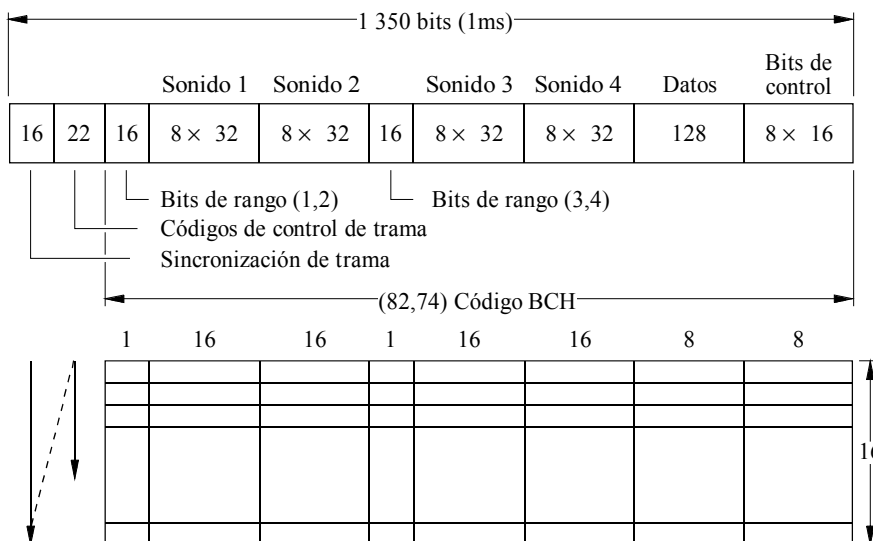 1 350 bits (1ms)
Sonido 1 Sonido 2 Sonido 3 Sonido 4 Datos Bits de control
16 22 16 8 × 32 8 × 32 16 8 × 32 8 × 32 128 8 × 16
Bits de rango (1,2) Bits de rango (3,4)
Códigos de control de trama
Sincronización de trama
(82,74) Código BCH
1 16 16 1 16 16 8 8